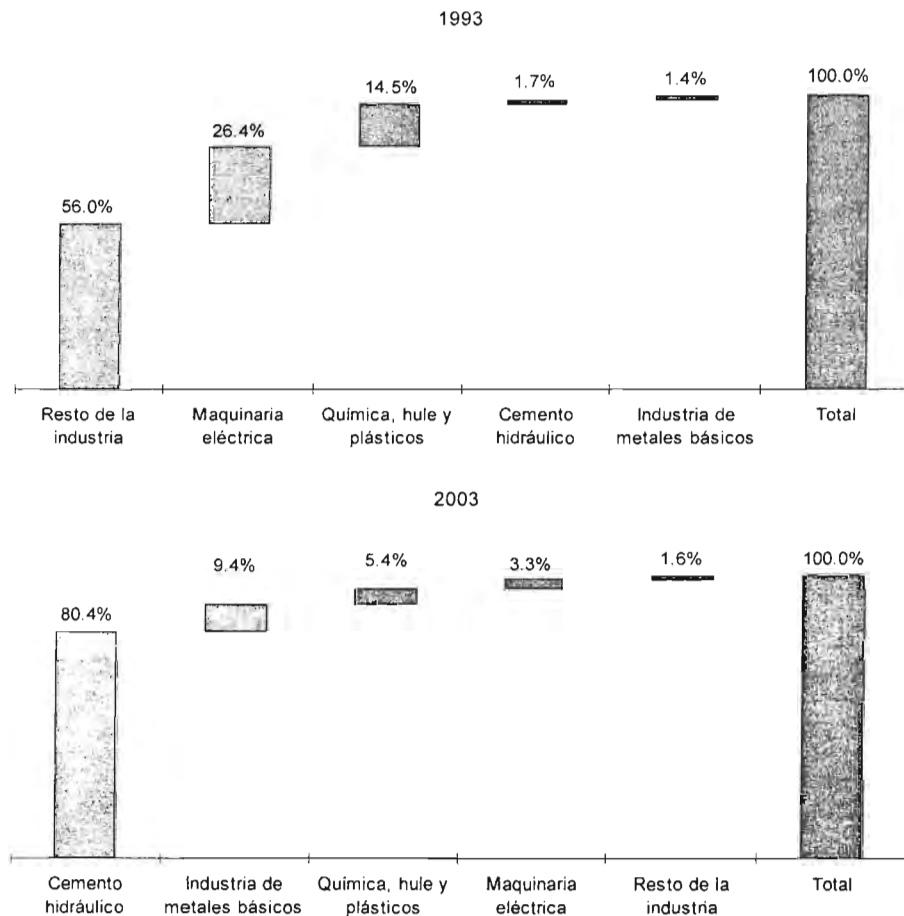 1993
56.0%
26.4%
14.5%
1.7%
1.4%
100.0%
Resto de la
industria
Maquinaria
eléctrica
Química, hule y
plásticos
Cemento
hidráulico
Industria de
metales básicos
Total
2003
80.4%
9.4%
5.4%
3.3%
1.6%
100.0%
Cemento
hidráulico
Industria de
metales básicos
Química, hule y
plásticos
Maquinaria
eléctrica
Resto de la
industria
Total